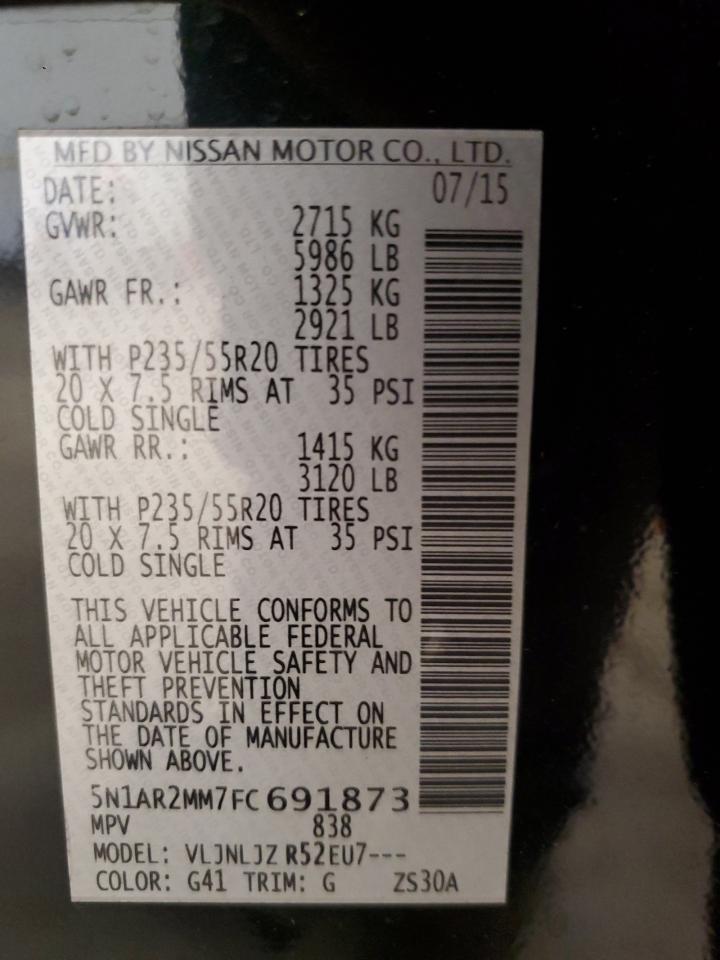 MFD BY NISSAN MOTOR CO., LTD.
DATE: 07/15
GVWR: 2715 KG
5986 LB
GAWR FR.: 1325 KG
2921 LB
WITH P235/55R20 TIRES
20 X 7.5 RIMS AT 35 PSI
COLD SINGLE
GAWR RR.: 1415 KG
3120 LB
WITH P235/55R20 TIRES
20 X 7.5 RIMS AT 35 PSI
COLD SINGLE
THIS VEHICLE CONFORMS TO
ALL APPLICABLE FEDERAL
MOTOR VEHICLE SAFETY AND
THEFT PREVENTION
STANDARDS IN EFFECT ON
THE DATE OF MANUFACTURE
SHOWN ABOVE.
5N1AR2MM7FC691873
MPV 838
MODEL: VLJNLJZ R52EU7---
COLOR: G41 TRIM: G ZS30A